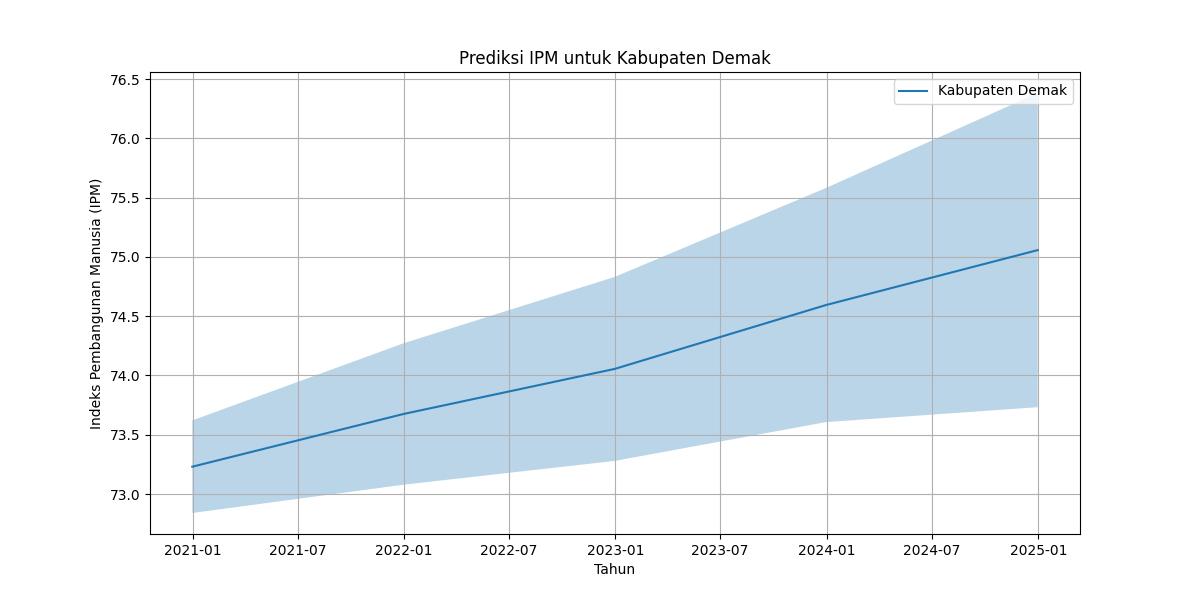 Prediksi IPM untuk Kabupaten Demak
Kabupaten Demak
Indeks Pembangunan Manusia (IPM)
76.5
76.0
75.5
75.0
74.5
74.0
73.5
73.0
2021-01 2021-07 2022-01 2022-07 2023-01 2023-07 2024-01 2024-07 2025-01
Tahun